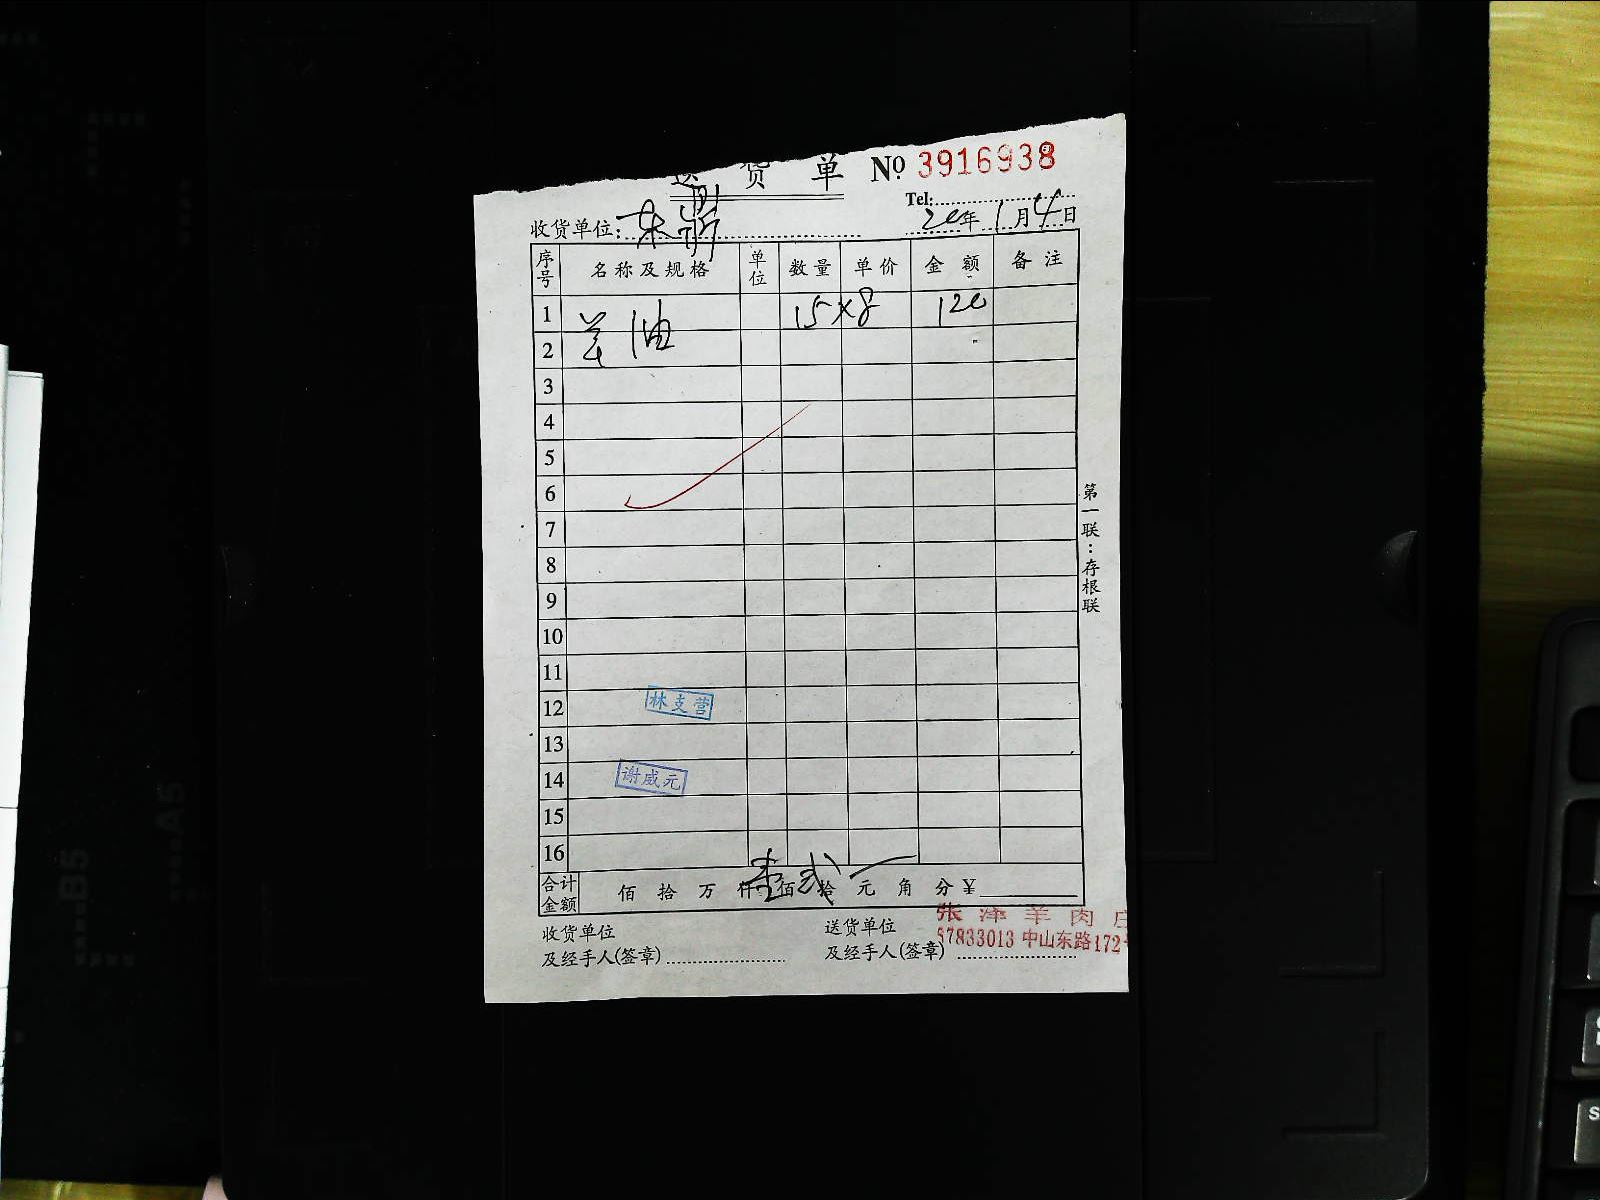 送货单 № 3916938
Tel:
收货单位: 东 20年1月4日
序号 名称及规格 单位 数量 单价 金额 备注
1 羊油 15×8 120
2
3
4
5
6
7
8
9
10
11
12 林支营
13
14 谢威元
15
16
合计金额 佰 拾 万 仟 壹佰 贰拾 元 角 分 ¥
第一联:存根联
收货单位 送货单位 张泽羊肉
及经手人(签章) 及经手人(签章) 57833013 中山东路172
B5
A5